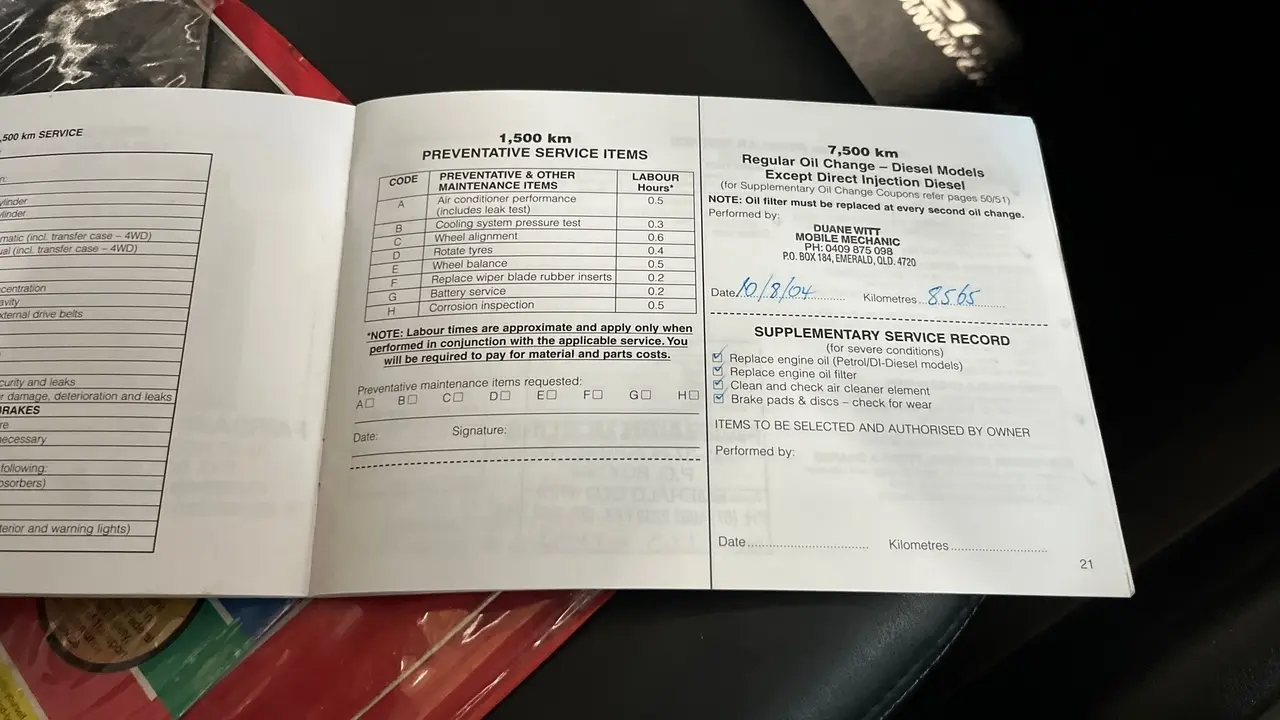 ,500 km SERVICE
n:
ylinder
ylinder
matic (incl. transfer case – 4WD)
ual (incl. transfer case – 4WD)
centration
avity
xternal drive belts
curity and leaks
r damage, deterioration and leaks
RAKES
re
necessary
following:
osorbers)
terior and warning lights)
1,500 km
PREVENTATIVE SERVICE ITEMS
CODE PREVENTATIVE & OTHER MAINTENANCE ITEMS LABOUR Hours*
A Air conditioner performance (includes leak test) 0.5
B Cooling system pressure test 0.3
C Wheel alignment 0.6
D Rotate tyres 0.4
E Wheel balance 0.5
F Replace wiper blade rubber inserts 0.2
G Battery service 0.2
H Corrosion inspection 0.5
*NOTE: Labour times are approximate and apply only when
performed in conjunction with the applicable service. You
will be required to pay for material and parts costs.
Preventative maintenance items requested:
A☐ B☐ C☐ D☐ E☐ F☐ G☐ H☐
Date: Signature:
7,500 km
Regular Oil Change – Diesel Models
Except Direct Injection Diesel
(for Supplementary Oil Change Coupons refer pages 50/51)
NOTE: Oil filter must be replaced at every second oil change.
Performed by:
DUANE WITT
MOBILE MECHANIC
PH: 0409 875 098
P.O. BOX 184, EMERALD, QLD. 4720
Date 10/8/04 Kilometres 8565
SUPPLEMENTARY SERVICE RECORD
(for severe conditions)
☑ Replace engine oil (Petrol/DI-Diesel models)
☑ Replace engine oil filter
☑ Clean and check air cleaner element
☑ Brake pads & discs – check for wear
ITEMS TO BE SELECTED AND AUTHORISED BY OWNER
Performed by:
Date Kilometres
21